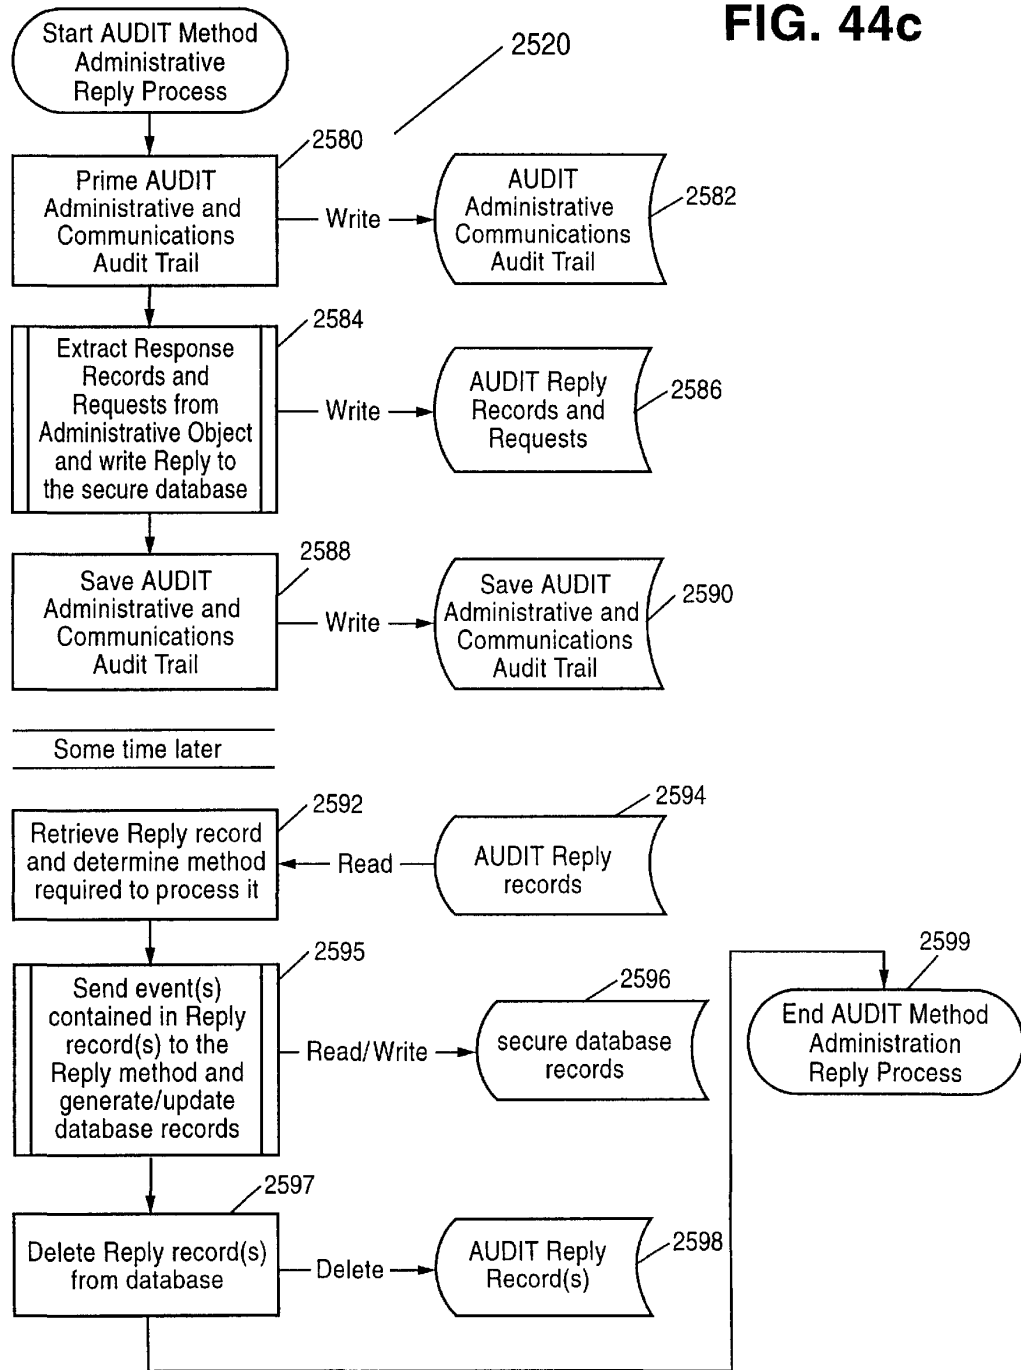 FIG. 44c
Start AUDIT Method
Administrative
Reply Process
2520
2580
Prime AUDIT
Administrative and
Communications
Audit Trail
Write
AUDIT
Administrative
Communications
Audit Trail
2582
2584
Extract Response
Records and
Requests from
Administrative Object
and write Reply to
the secure database
Write
AUDIT Reply
Records and
Requests
2586
2588
Save AUDIT
Administrative and
Communications
Audit Trail
Write
Save AUDIT
Administrative and
Communications
Audit Trail
2590
Some time later
2592
Retrieve Reply record
and determine method
required to process it
Read
2594
AUDIT Reply
records
2595
Send event(s)
contained in Reply
record(s) to the
Reply method and
generate/update
database records
Read/Write
2596
secure database
records
2599
End AUDIT Method
Administration
Reply Process
2597
Delete Reply record(s)
from database
Delete
AUDIT Reply
Record(s)
2598